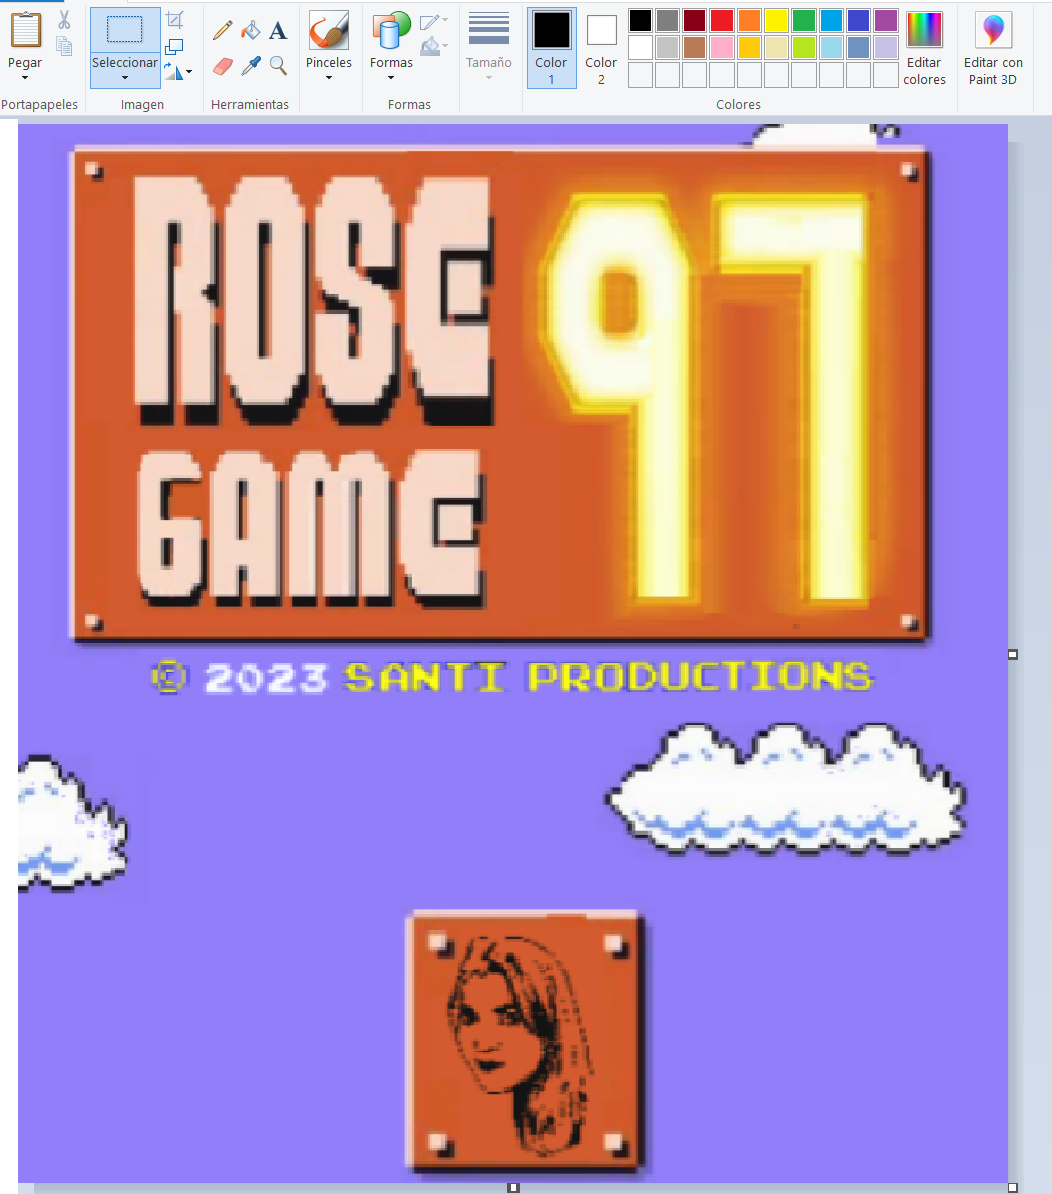 Pegar
Seleccionar
A
Pinceles
Formas
Tamaño
Color 1
Color 2
Editar colores
Editar con Paint 3D
Portapapeles
Imagen
Herramientas
Formas
Colores
ROSE 97
GAME
© 2023 SANTI PRODUCTIONS